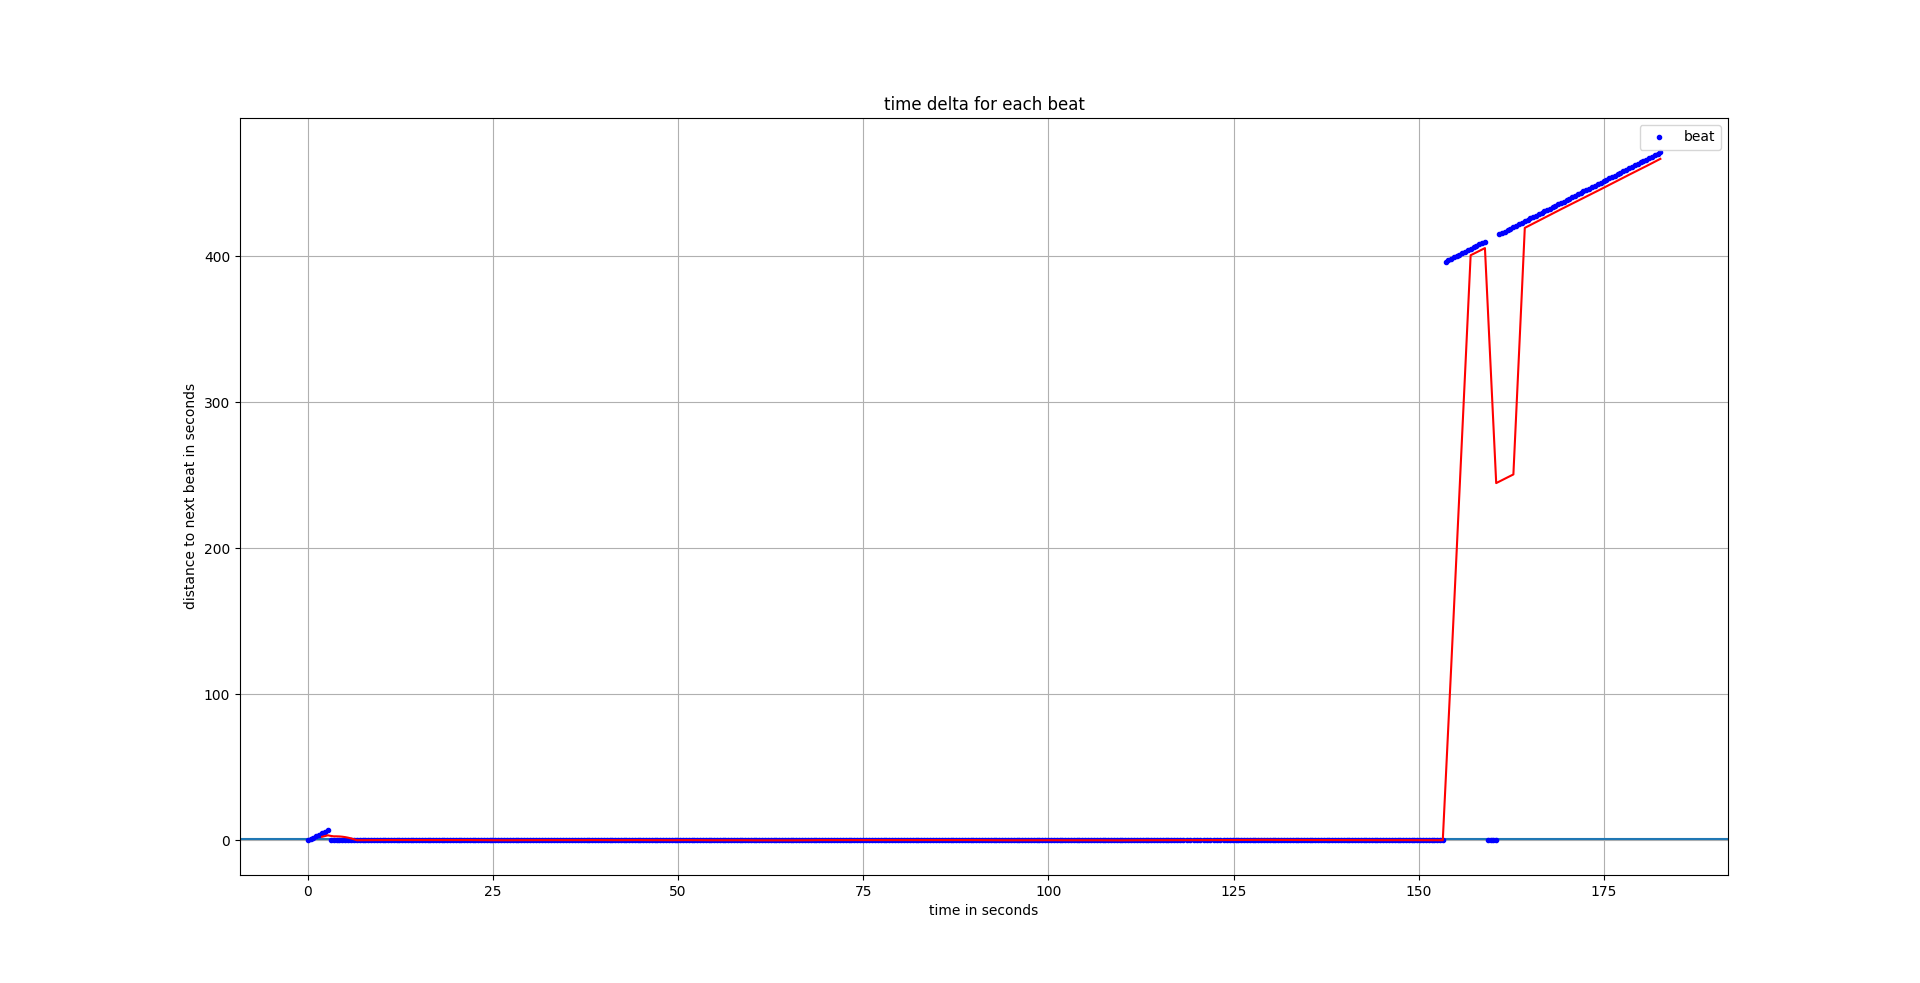 time delta for each beat
beat
distance to next beat in seconds
400
300
200
100
0
0 25 50 75 100 125 150 175
time in seconds